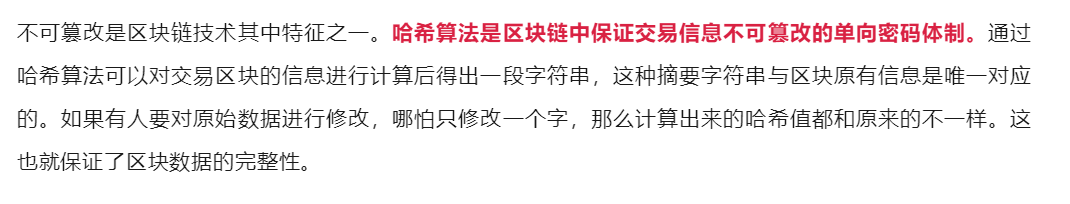 不可篡改是区块链技术其中特征之一。哈希算法是区块链中保证交易信息不可篡改的单向密码体制。通过
哈希算法可以对交易区块的信息进行计算后得出一段字符串，这种摘要字符串与区块原有信息是唯一对应
的。如果有人要对原始数据进行修改，哪怕只修改一个字，那么计算出来的哈希值都和原来的不一样。这
也就保证了区块数据的完整性。